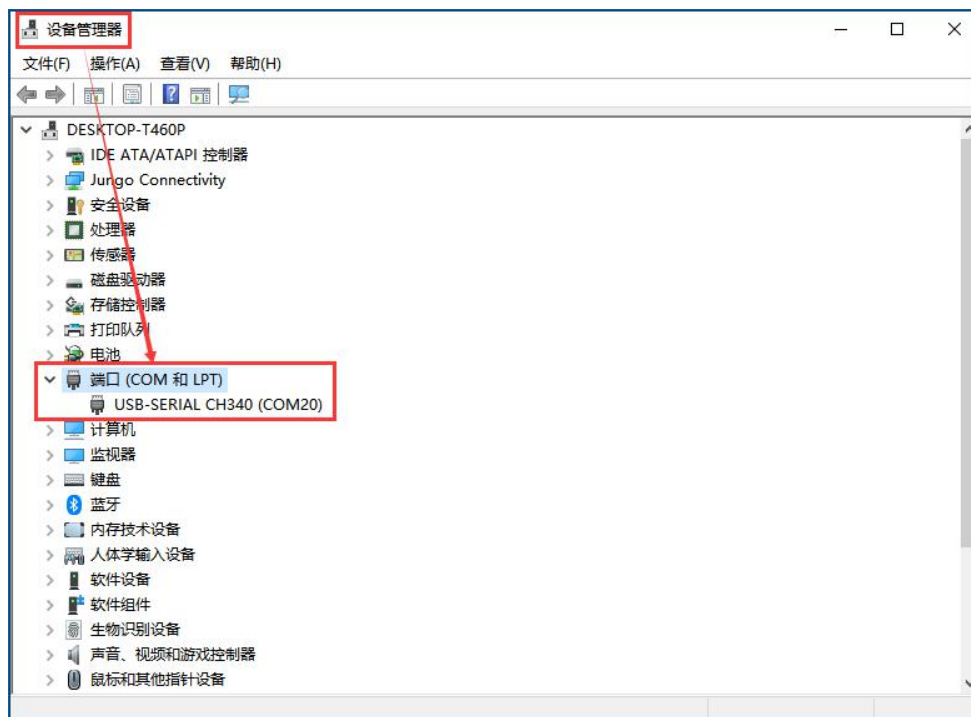 设备管理器
文件(F) 操作(A) 查看(V) 帮助(H)
DESKTOP-T460P
IDE ATA/ATAPI 控制器
Jungo Connectivity
安全设备
处理器
传感器
磁盘驱动器
存储控制器
打印队列
电池
端口 (COM 和 LPT)
USB-SERIAL CH340 (COM20)
计算机
监视器
键盘
蓝牙
内存技术设备
人体学输入设备
软件设备
软件组件
生物识别设备
声音、视频和游戏控制器
鼠标和其他指针设备